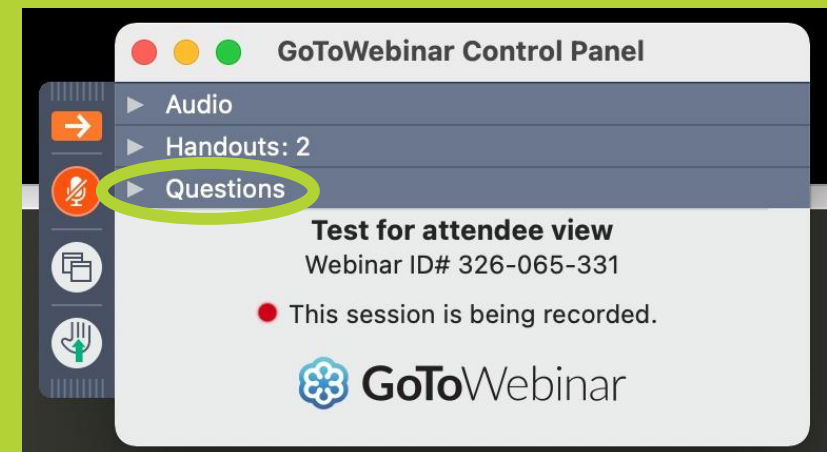 GoToWebinar Control Panel
Audio
Handouts: 2
Questions
Test for attendee view
Webinar ID# 326-065-331
This session is being recorded.
GoToWebinar